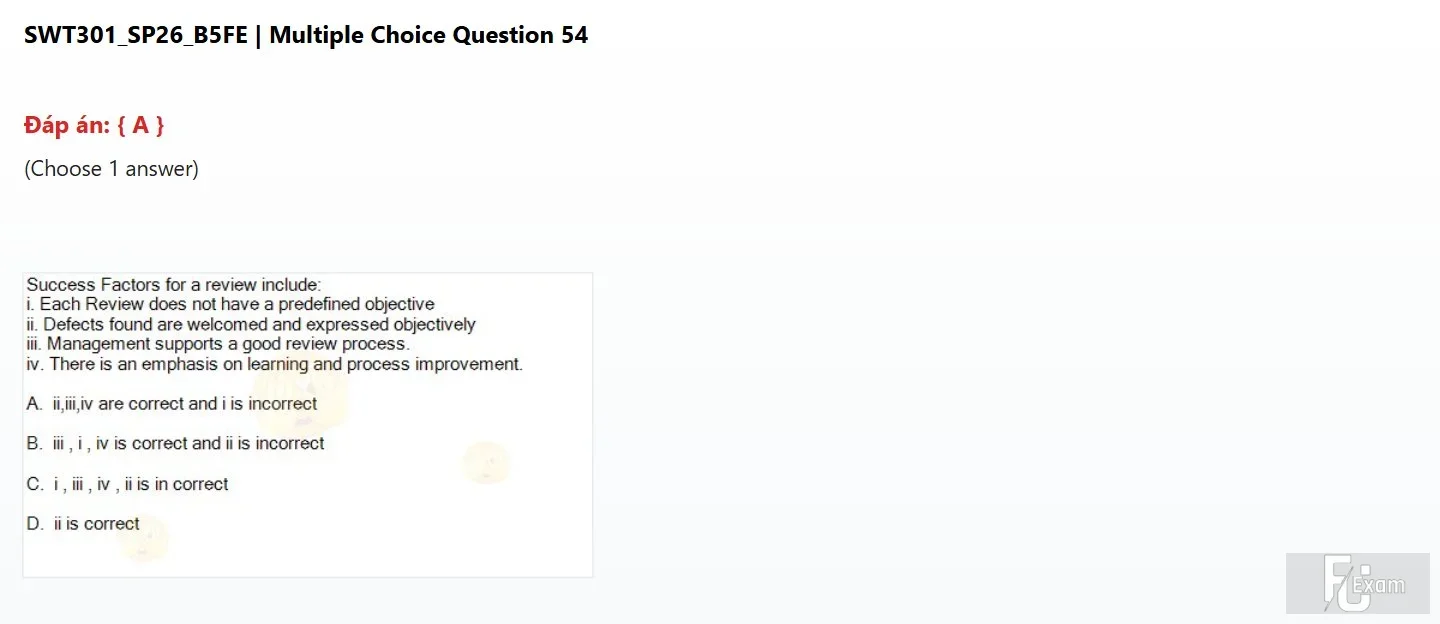 SWT301_SP26_B5FE | Multiple Choice Question 54
Đáp án: { A }
(Choose 1 answer)
Success Factors for a review include:
i. Each Review does not have a predefined objective
ii. Defects found are welcomed and expressed objectively
iii. Management supports a good review process.
iv. There is an emphasis on learning and process improvement.
A. ii,iii,iv are correct and i is incorrect
B. iii , i , iv is correct and ii is incorrect
C. i , iii , iv , ii is in correct
D. ii is correct
FU Exam